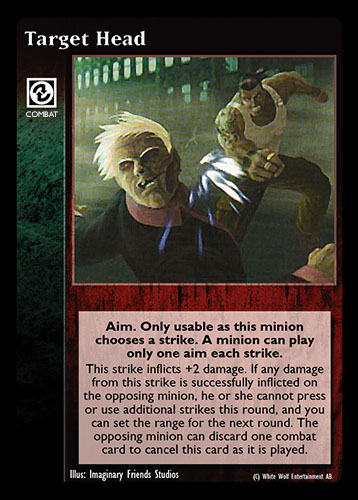 Target Head
COMBAT
Aim. Only usable as this minion
chooses a strike. A minion can play
only one aim each strike.
This strike inflicts +2 damage. If any damage
from this strike is successfully inflicted on
the opposing minion, he or she cannot press
or use additional strikes this round, and you
can set the range for the next round. The
opposing minion can discard one combat
card to cancel this card as it is played.
Illus: Imaginary Friends Studios
(C) White Wolf Entertainment AB